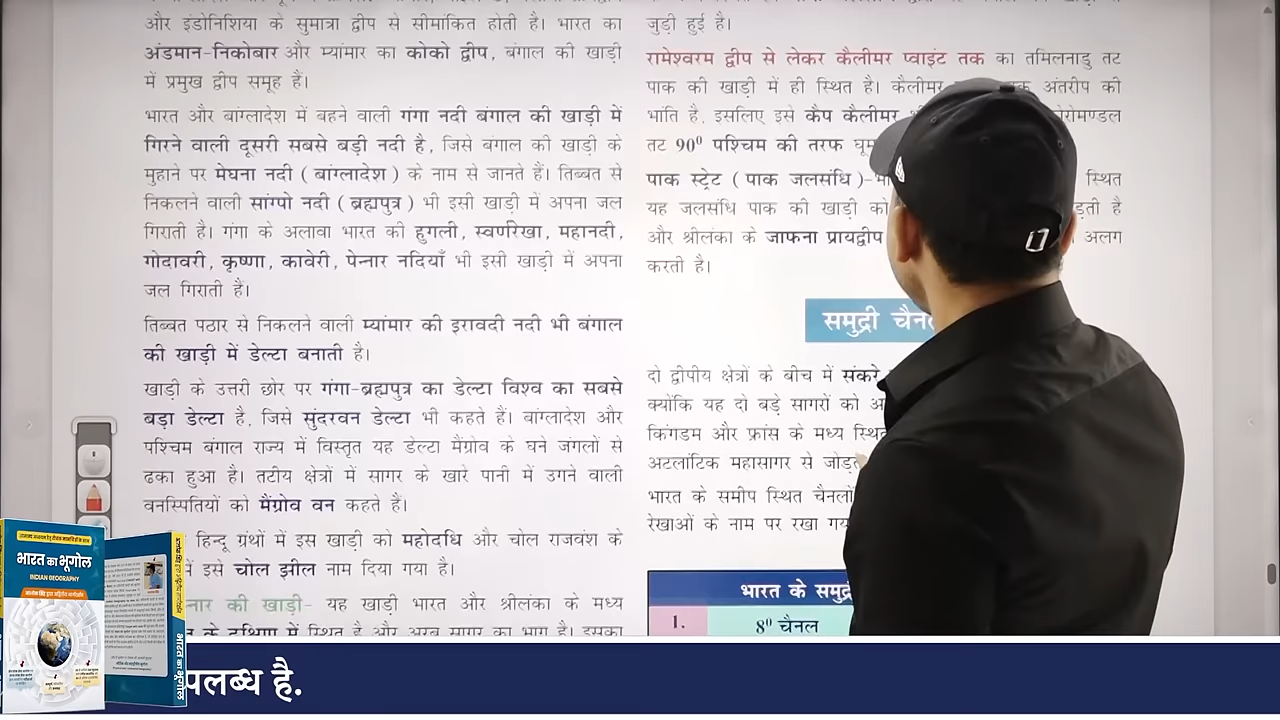 और इंडोनेशिया के सुमात्रा द्वीप से सीमांकित होती है। भारत का
अंडमान-निकोबार और म्यांमार का कोको द्वीप, बंगाल की खाड़ी
में प्रमुख द्वीप समूह हैं।
भारत और बांग्लादेश में बहने वाली गंगा नदी बंगाल की खाड़ी में
गिरने वाली दूसरी सबसे बड़ी नदी है, जिसे बंगाल की खाड़ी के
मुहाने पर मेघना नदी (बांग्लादेश) के नाम से जानते हैं। तिब्बत से
निकलने वाली सांग्पो नदी (ब्रह्मपुत्र) भी इसी खाड़ी में अपना जल
गिराती है। गंगा के अलावा भारत की हुगली, स्वर्णरेखा, महानदी,
गोदावरी, कृष्णा, कावेरी, पेन्नार नदियाँ भी इसी खाड़ी में अपना
जल गिराती हैं।
तिब्बत पठार से निकलने वाली म्यांमार की इरावदी नदी भी बंगाल
की खाड़ी में डेल्टा बनाती है।
खाड़ी के उत्तरी छोर पर गंगा-ब्रह्मपुत्र का डेल्टा विश्व का सबसे
बड़ा डेल्टा है, जिसे सुंदरवन डेल्टा भी कहते हैं। बांग्लादेश और
पश्चिम बंगाल राज्य में विस्तृत यह डेल्टा मैंग्रोव के घने जंगलों से
ढका हुआ है। तटीय क्षेत्रों में सागर के खारे पानी में उगने वाली
वनस्पतियों को मैंग्रोव वन कहते हैं।
हिन्दू ग्रंथों में इस खाड़ी को महोदधि और चोल राजवंश के
में इसे चोल झील नाम दिया गया है।
की खाड़ी- यह खाड़ी भारत और मध्य
जुड़ी हुई है।
रामेश्वरम द्वीप से लेकर कैलीमर प्वाइंट तक का तमिलनाडु तट
पाक की खाड़ी में ही स्थित है। कैलीमर अंतरीप की
भांति है, इसलिए इसे कैप कैलीमर
तट 90⁰ पश्चिम की तरफ
पाक स्ट्रेट (पाक जलसंधि)- स्थित
यह जलसंधि पाक की खाड़ी को है
और श्रीलंका के जाफना प्रायद्वीप अलग
करती है।
समुद्री चैनल
दो द्वीपीय क्षेत्रों के बीच में संकरे
क्योंकि यह दो बड़े सागरों को
किंगडम और फ्रांस के मध्य स्थित
अटलांटिक महासागर से
भारत के समीप स्थित चैनलों
रेखाओं के नाम पर रखा
भारत के समुद्री
1. 8⁰ चैनल
भारत का भूगोल
INDIAN GEOGRAPHY
भारत का भूगोल
पलब्ध है.